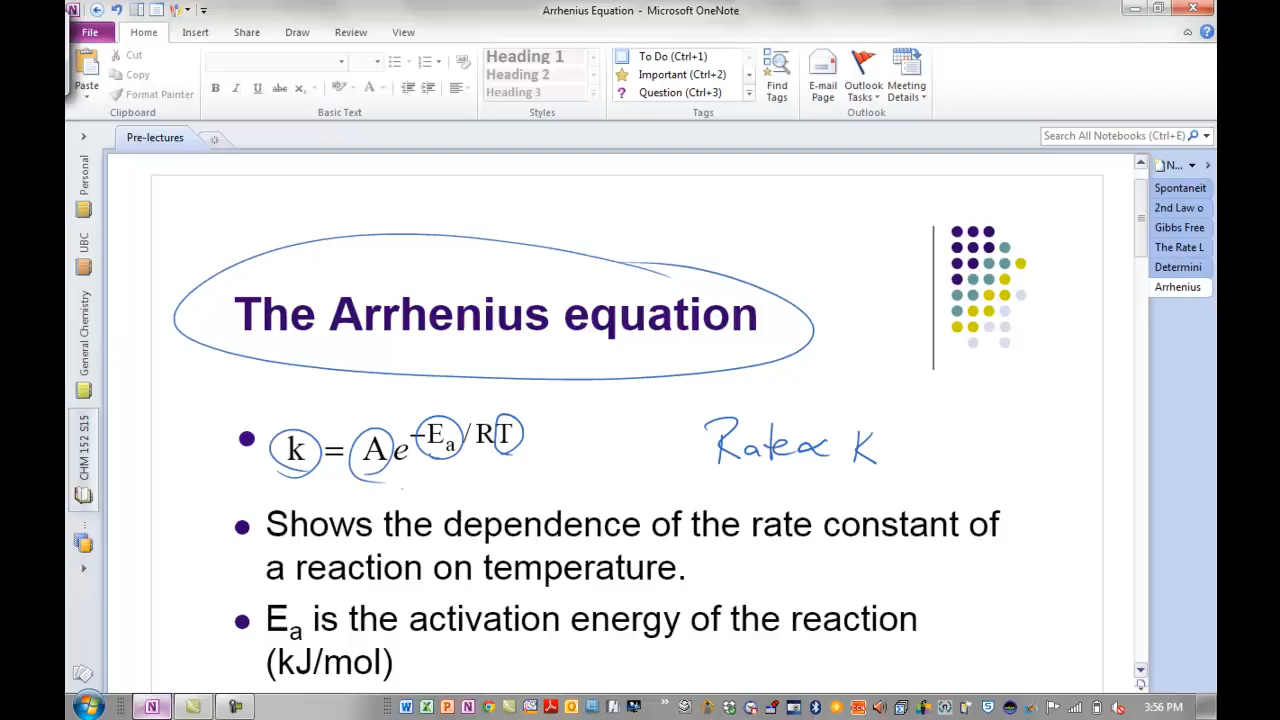 Arrhenius Equation - Microsoft OneNote
File Home Insert Share Draw Review View
Paste
Cut
Copy
Format Painter
Clipboard
B I U abc x₂ A
Basic Text
Heading 1
Heading 2
Heading 3
Styles
To Do (Ctrl+1)
Important (Ctrl+2)
? Question (Ctrl+3)
Find Tags
Tags
E-mail Page
Outlook Tasks
Meeting Details
Outlook
Pre-lectures
Search All Notebooks (Ctrl+E)
Personal
UBC
General Chemistry
CHM 152 S15
N...
Spontaneit
2nd Law o
Gibbs Free
The Rate L
Determini
Arrhenius
The Arrhenius equation
• k = Ae^–Eₐ/RT
Rate ∝ K
• Shows the dependence of the rate constant of
a reaction on temperature.
• Eₐ is the activation energy of the reaction
(kJ/mol)
3:56 PM